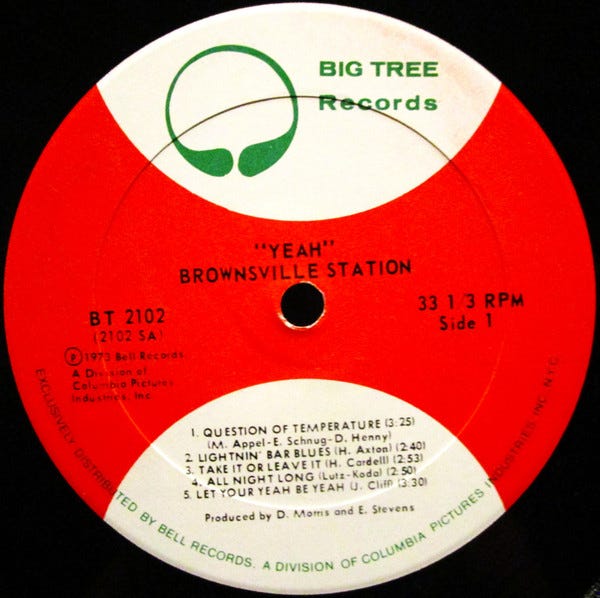 BIG TREE
Records
"YEAH"
BROWNSVILLE STATION
BT 2102
(2102 SA)
33 1/3 RPM
Side 1
Ⓟ 1973 Bell Records.
A Division of
Columbia Pictures
Industries, Inc
1. QUESTION OF TEMPERATURE (3:25)
(M. Appel-E. Schnug-D. Henny)
2. LIGHTNIN' BAR BLUES (H. Axton) (2:40)
3. TAKE IT OR LEAVE IT (H. Cardell) (2:53)
4. ALL NIGHT LONG (Lutz-Koda) (2:50)
5. LET YOUR YEAH BE YEAH (J. Cliff) (3:30)
Produced by D. Morris and E. Stevens
EXCLUSIVELY DISTRIBUTED BY BELL RECORDS, A DIVISION OF COLUMBIA PICTURES INDUSTRIES INC. N.Y.C.